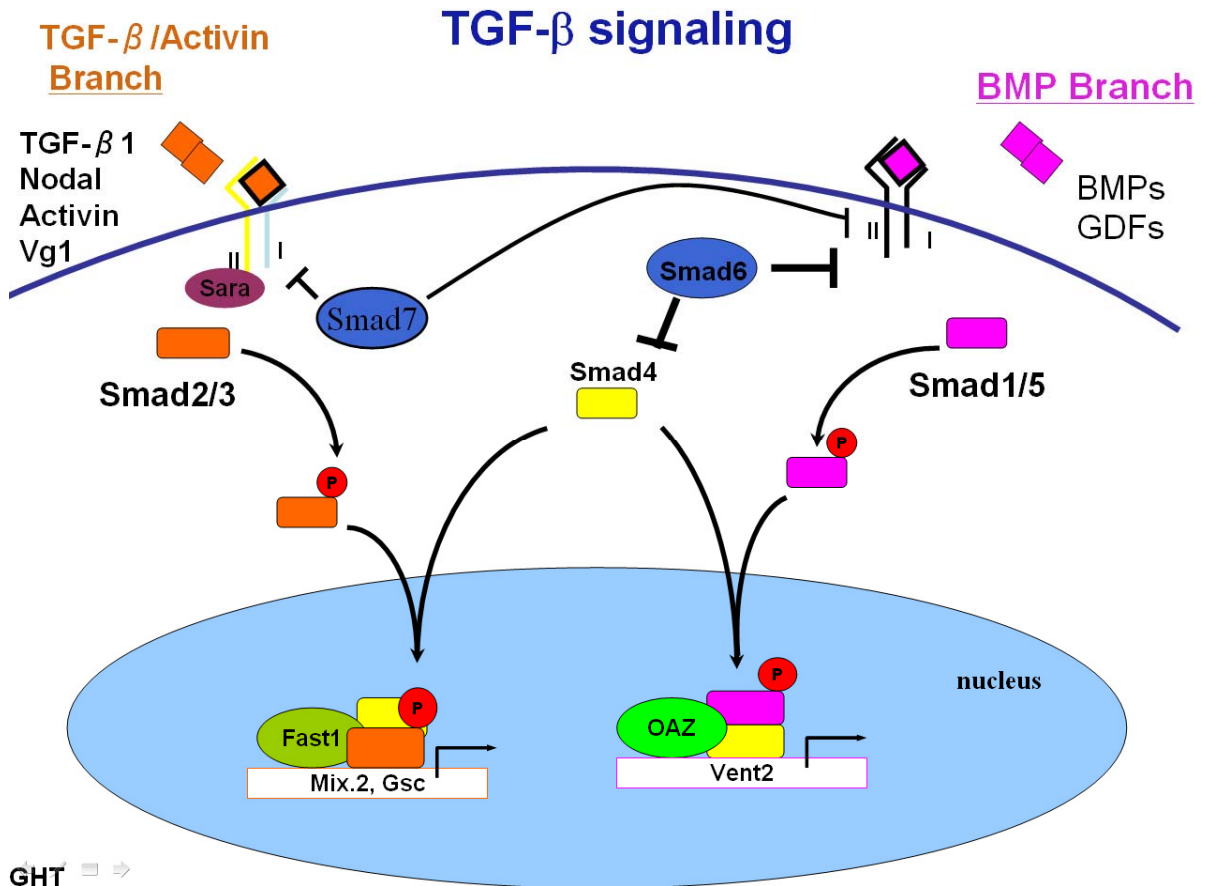 TGF-β signaling
TGF-β/Activin
Branch
BMP Branch
TGF-β1
Nodal
Activin
Vg1
II
I
Sara
Smad7
Smad6
II
I
BMPs
GDFs
Smad2/3
Smad4
Smad1/5
P
P
nucleus
P
Fast1
Mix.2, Gsc
P
OAZ
Vent2
GHT